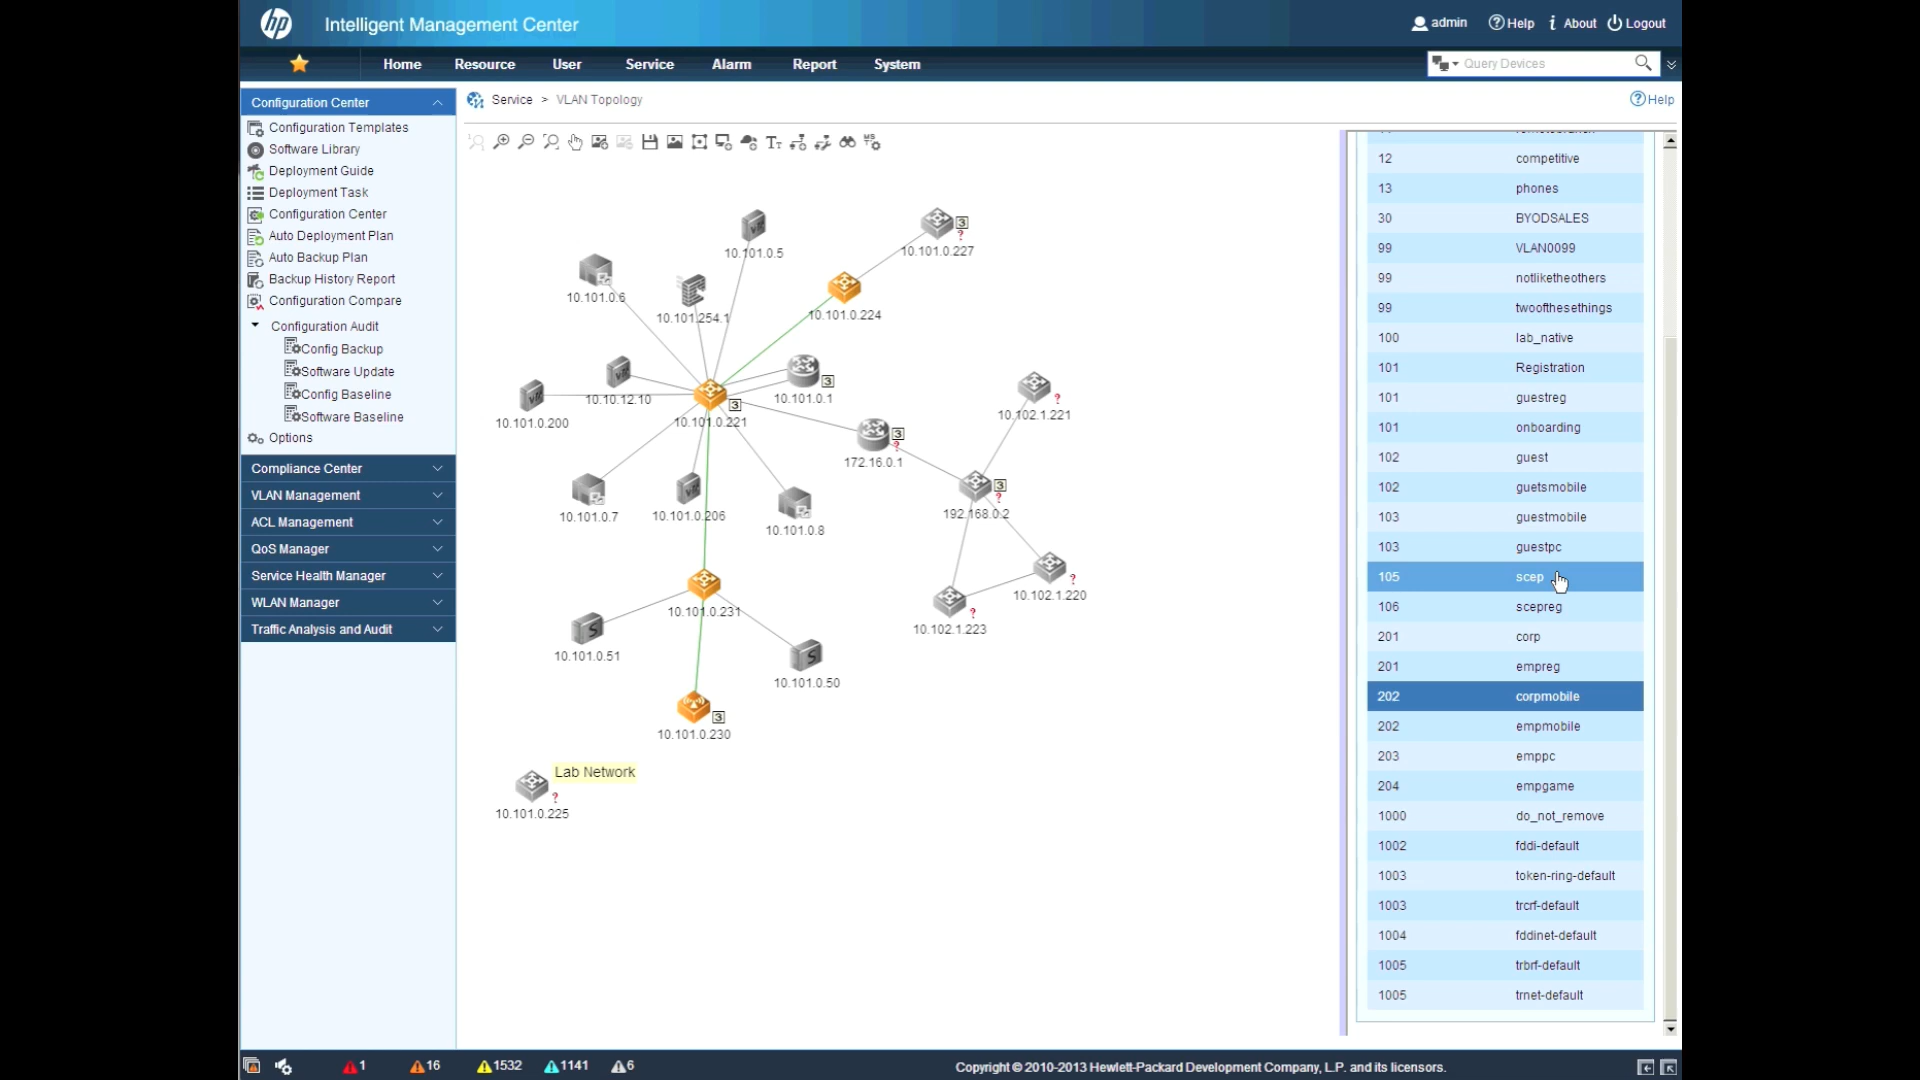 hp
Intelligent Management Center
admin
Help
About
Logout
Home
Resource
User
Service
Alarm
Report
System
Query Devices
Configuration Center
Configuration Templates
Software Library
Deployment Guide
Deployment Task
Configuration Center
Auto Deployment Plan
Auto Backup Plan
Backup History Report
Configuration Compare
Configuration Audit
Config Backup
Software Update
Config Baseline
Software Baseline
Options
Compliance Center
VLAN Management
ACL Management
QoS Manager
Service Health Manager
WLAN Manager
Traffic Analysis and Audit
Service > VLAN Topology
Help
10.101.0.5
3
?
10.101.0.227
10.101.0.6
10.101.254.1
10.101.0.224
10.10.12.10
3
10.101.0.1
10.101.0.200
3
10.101.0.221
?
10.102.1.221
3
?
172.16.0.1
10.101.0.7
10.101.0.206
10.101.0.8
3
?
192.168.0.2
?
10.102.1.220
10.101.0.231
?
10.102.1.223
S
10.101.0.51
S
10.101.0.50
3
10.101.0.230
Lab Network
?
10.101.0.225
12 competitive
13 phones
30 BYODSALES
99 VLAN0099
99 notliketheothers
99 twoofthesethings
100 lab_native
101 Registration
101 guestreg
101 onboarding
102 guest
102 guetsmobile
103 guestmobile
103 guestpc
105 scep
106 scepreg
201 corp
201 empreg
202 corpmobile
202 empmobile
203 emppc
204 empgame
1000 do_not_remove
1002 fddi-default
1003 token-ring-default
1003 trcrf-default
1004 fddinet-default
1005 trbrf-default
1005 trnet-default
1
16
1532
1141
6
Copyright © 2010-2013 Hewlett-Packard Development Company, L.P. and its licensors.